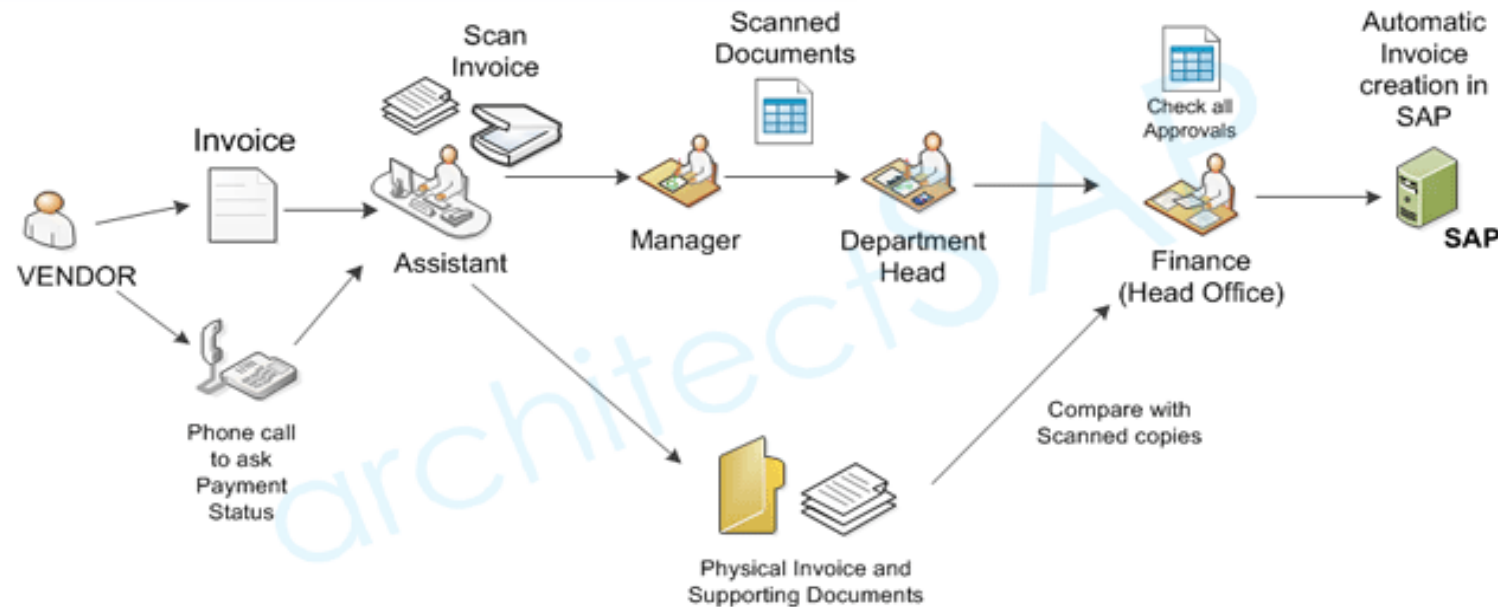 Scan
Invoice
Scanned
Documents
Automatic
Invoice
creation in
SAP
Check all
Approvals
Invoice
VENDOR
Assistant
Manager
Department
Head
Finance
(Head Office)
SAP
Phone call
to ask
Payment
Status
Compare with
Scanned copies
Physical Invoice and
Supporting Documents
architectSAP